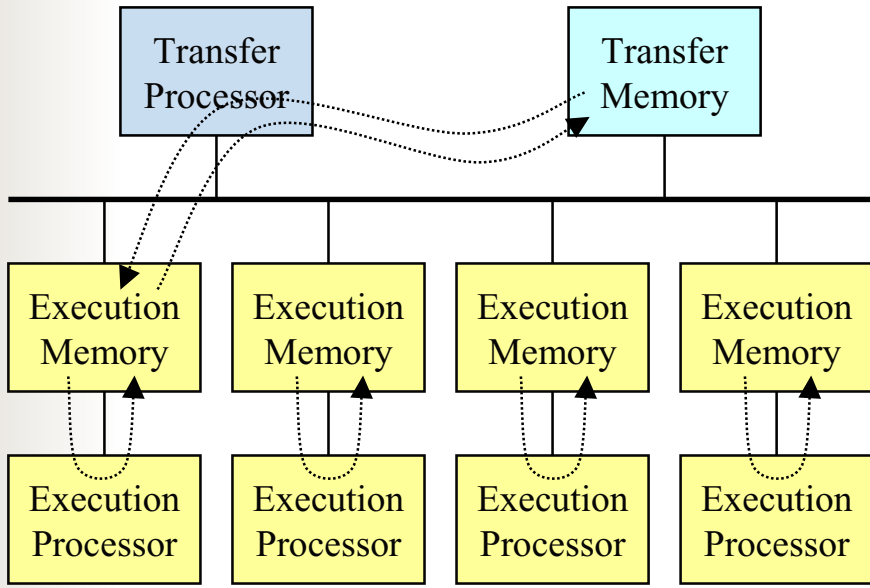 Transfer
Processor
Transfer
Memory
Execution
Memory
Execution
Memory
Execution
Memory
Execution
Memory
Execution
Processor
Execution
Processor
Execution
Processor
Execution
Processor